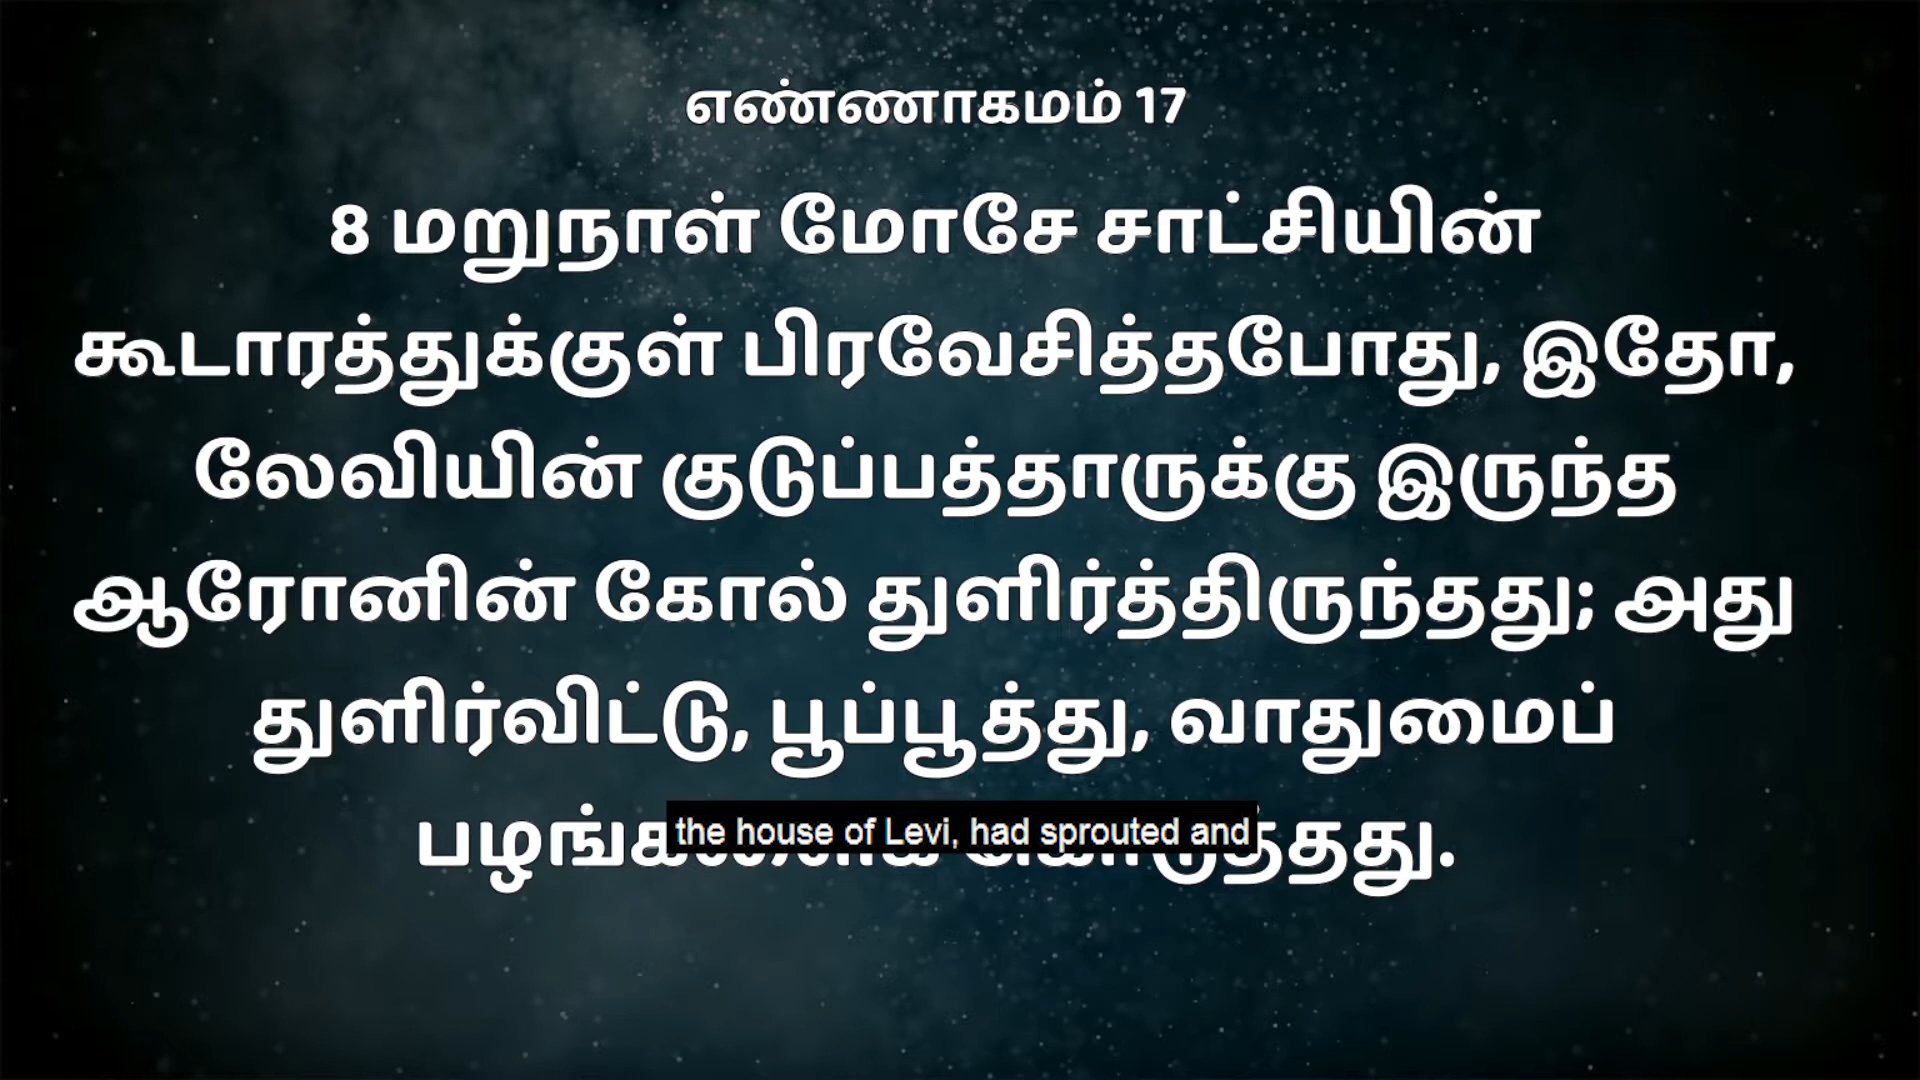 எண்ணாகமம் 17
8 மறுநாள் மோசே சாட்சியின்
கூடாரத்துக்குள் பிரவேசித்தபோது, இதோ,
லேவியின் குடுப்பத்தாருக்கு இருந்த
ஆரோனின் கோல் துளிர்த்திருந்தது; அது
துளிர்விட்டு, பூப்பூத்து, வாதுமைப்
the house of Levi, had sprouted and